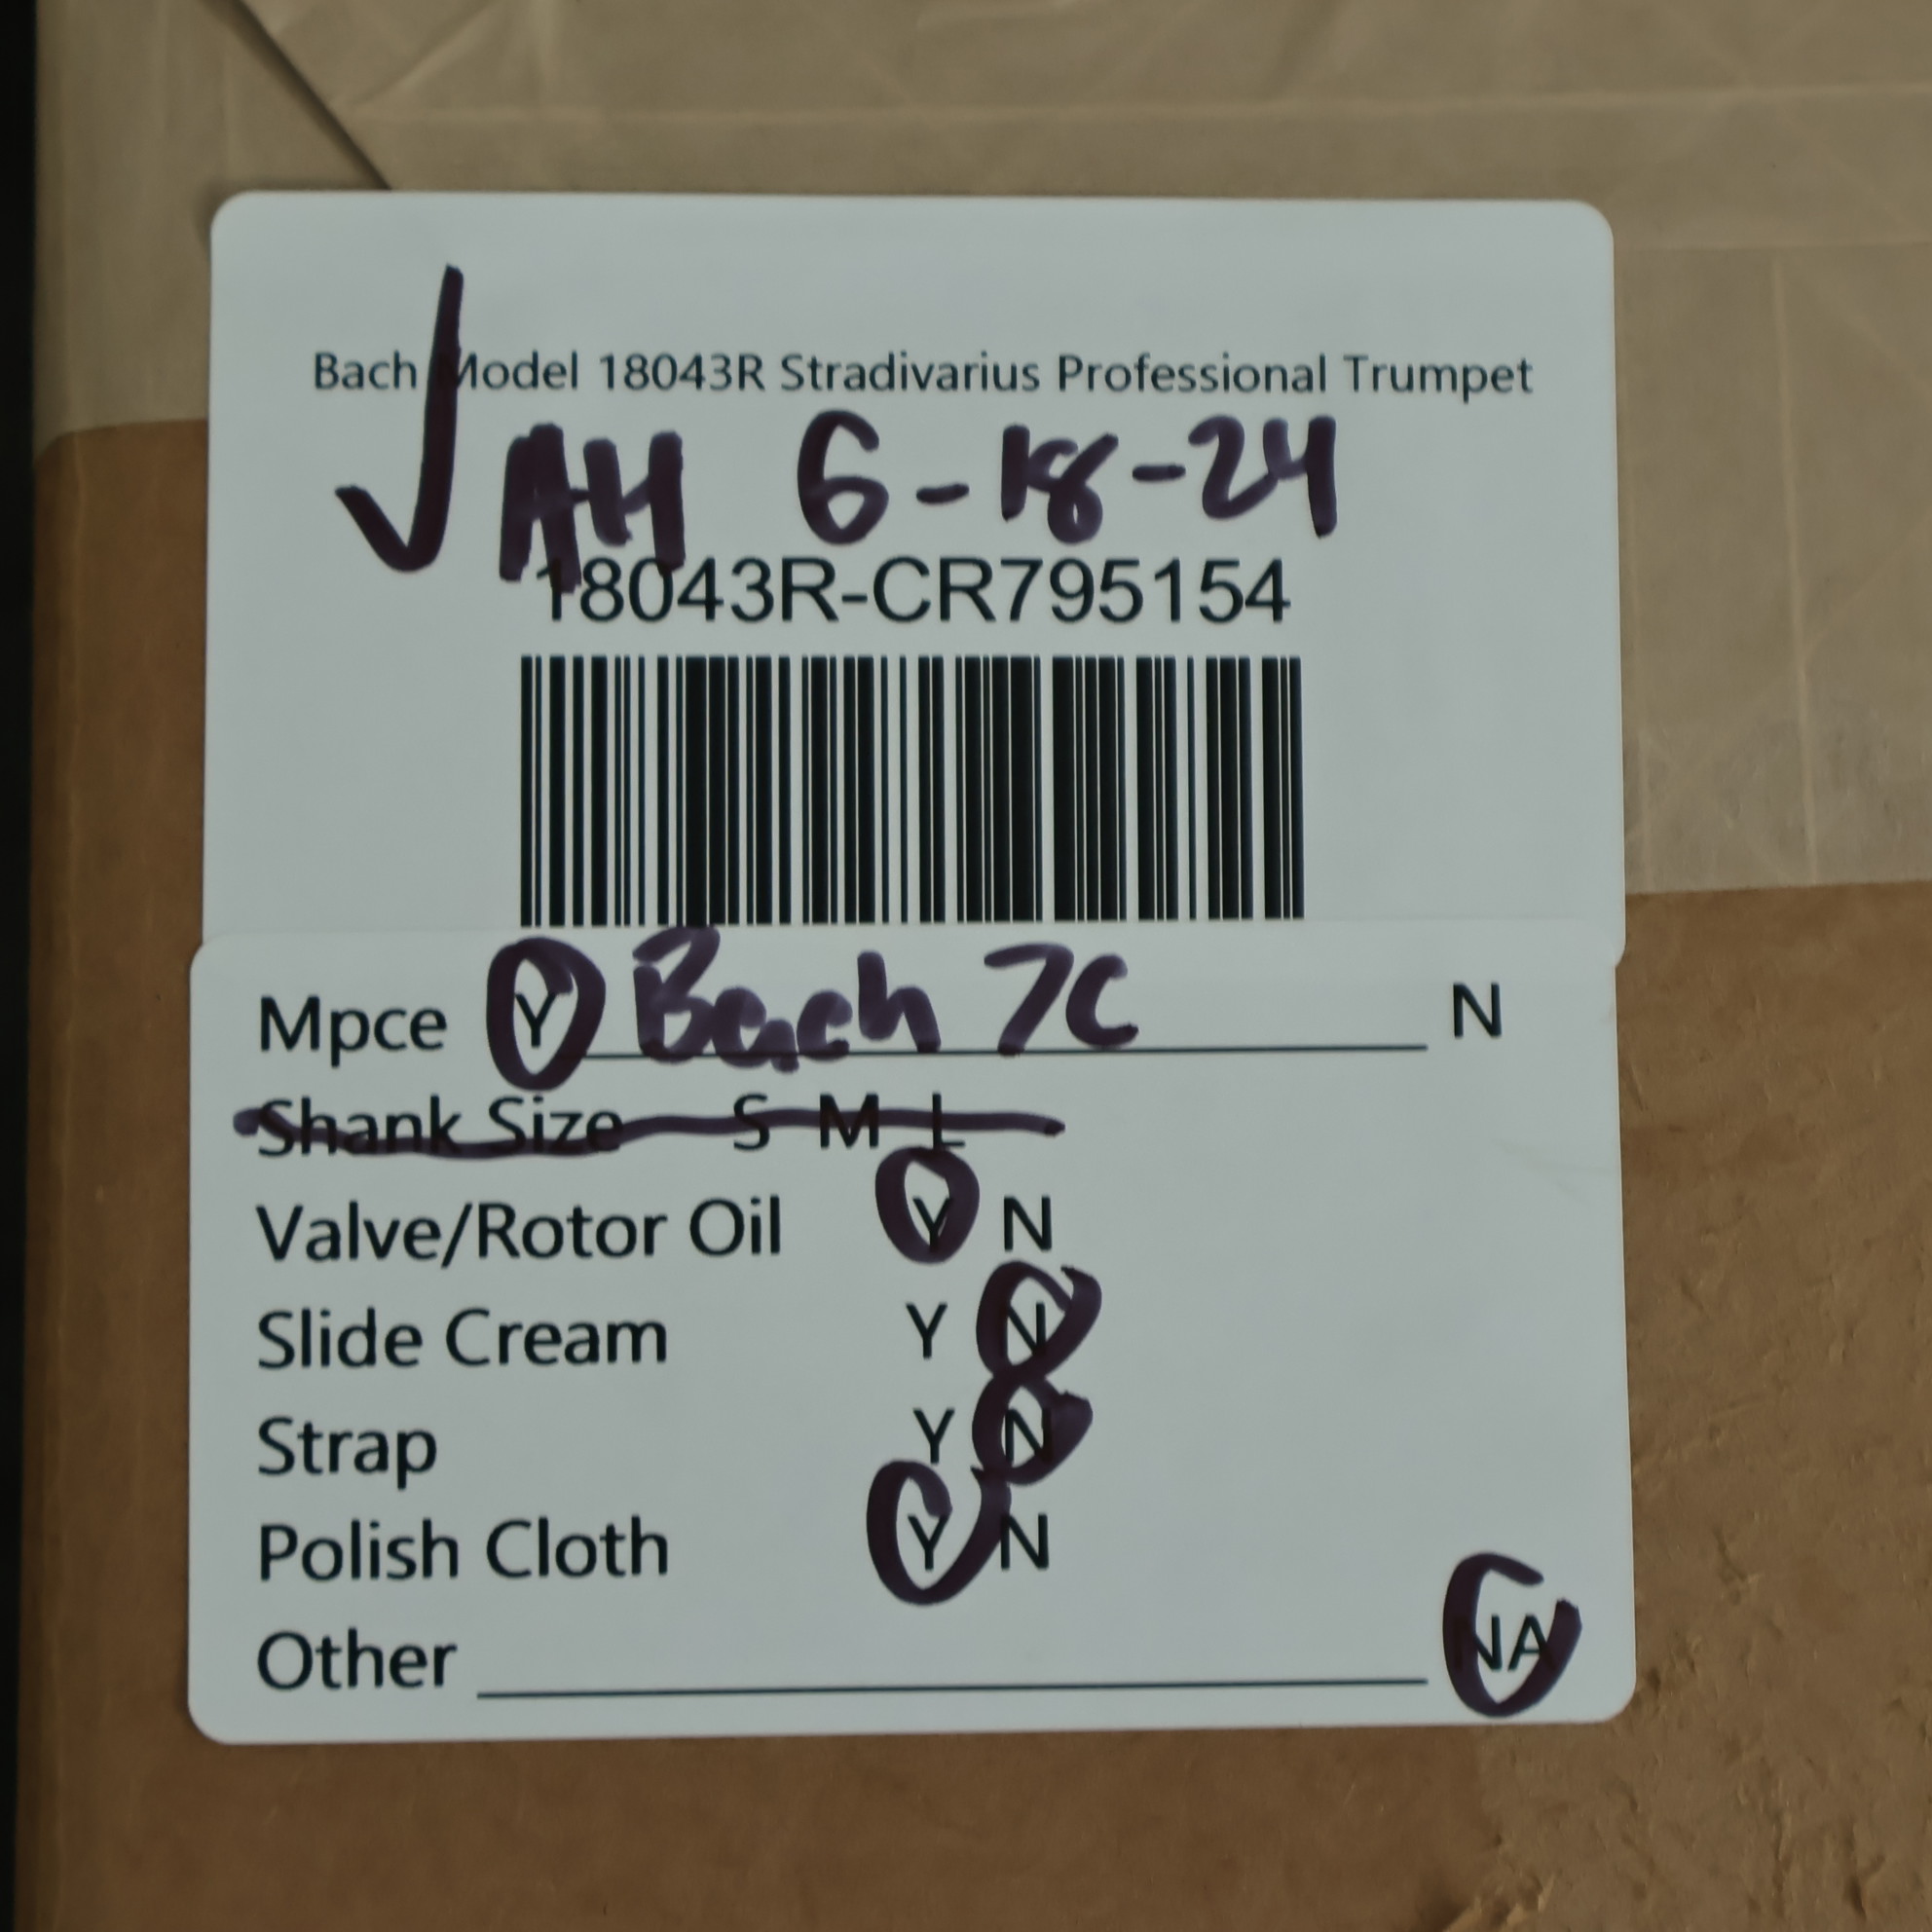 Bach Model 18043R Stradivarius Professional Trumpet
✓ AH 6-18-24
18043R-CR795154
Mpce Y Bach 7C N
Shank Size S M L
Valve/Rotor Oil Y N
Slide Cream Y N
Strap Y N
Polish Cloth Y N
Other NA